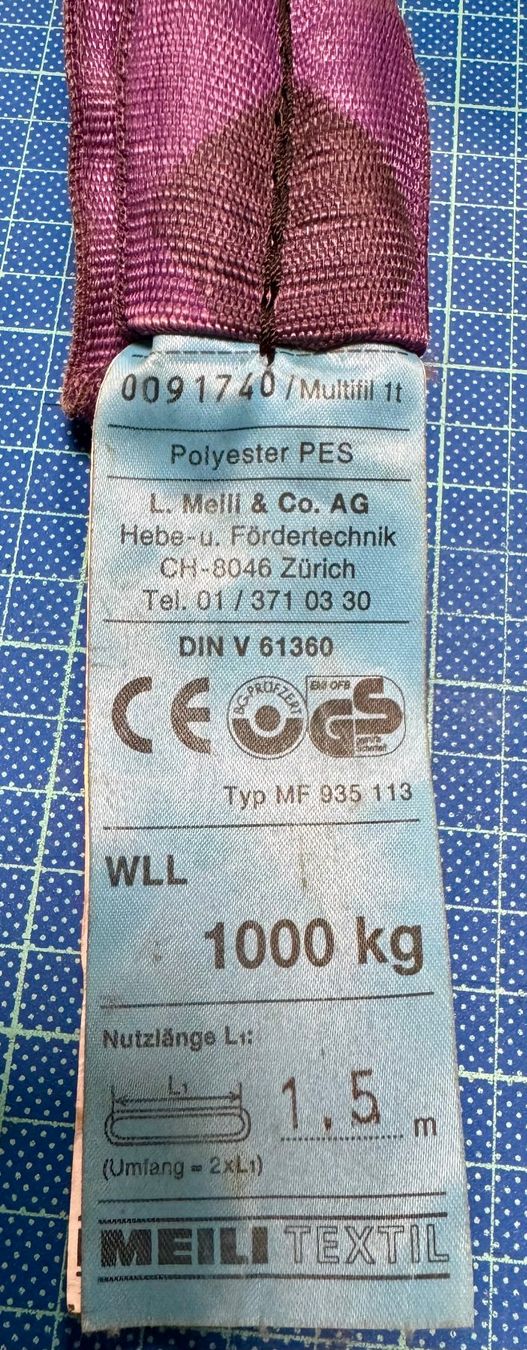 0091740 / Multifil 1t
Polyester PES
L. Meili & Co. AG
Hebe- u. Fördertechnik
CH-8046 Zürich
Tel. 01 / 371 03 30
DIN V 61360
CE GS
geprüfte
Sicherheit
Typ MF 935 113
WLL
1000 kg
Nutzlänge L1:
L1
1.5 m
(Umfang = 2xL1)
MEILI TEXTIL